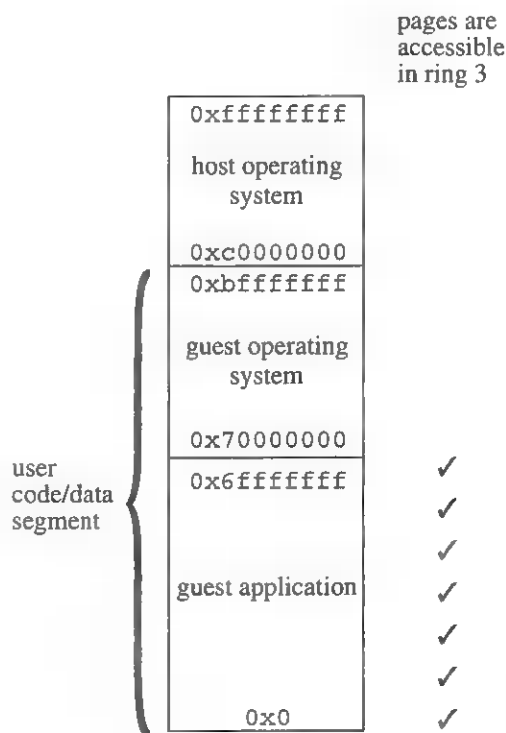 pages are
accessible
in ring 3
0xffffffff
host operating
system
0xc0000000
0xbfffffff
guest operating
system
0x70000000
0x6fffffff
user
code/data
segment
guest application
0x0